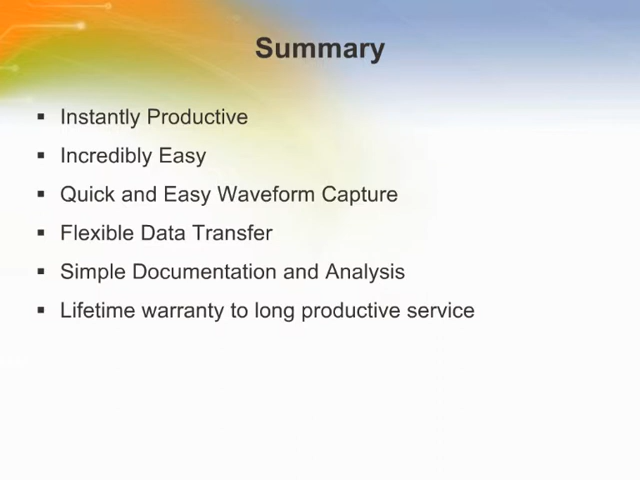 Summary
▪ Instantly Productive
▪ Incredibly Easy
▪ Quick and Easy Waveform Capture
▪ Flexible Data Transfer
▪ Simple Documentation and Analysis
▪ Lifetime warranty to long productive service